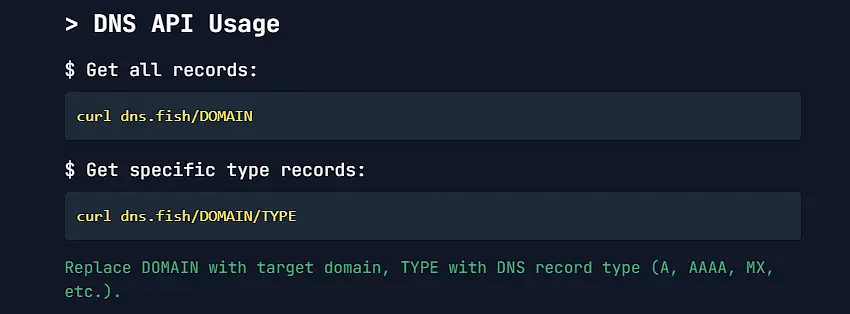 > DNS API Usage
$ Get all records:
curl dns.fish/DOMAIN
$ Get specific type records:
curl dns.fish/DOMAIN/TYPE
Replace DOMAIN with target domain, TYPE with DNS record type (A, AAAA, MX,
etc.).